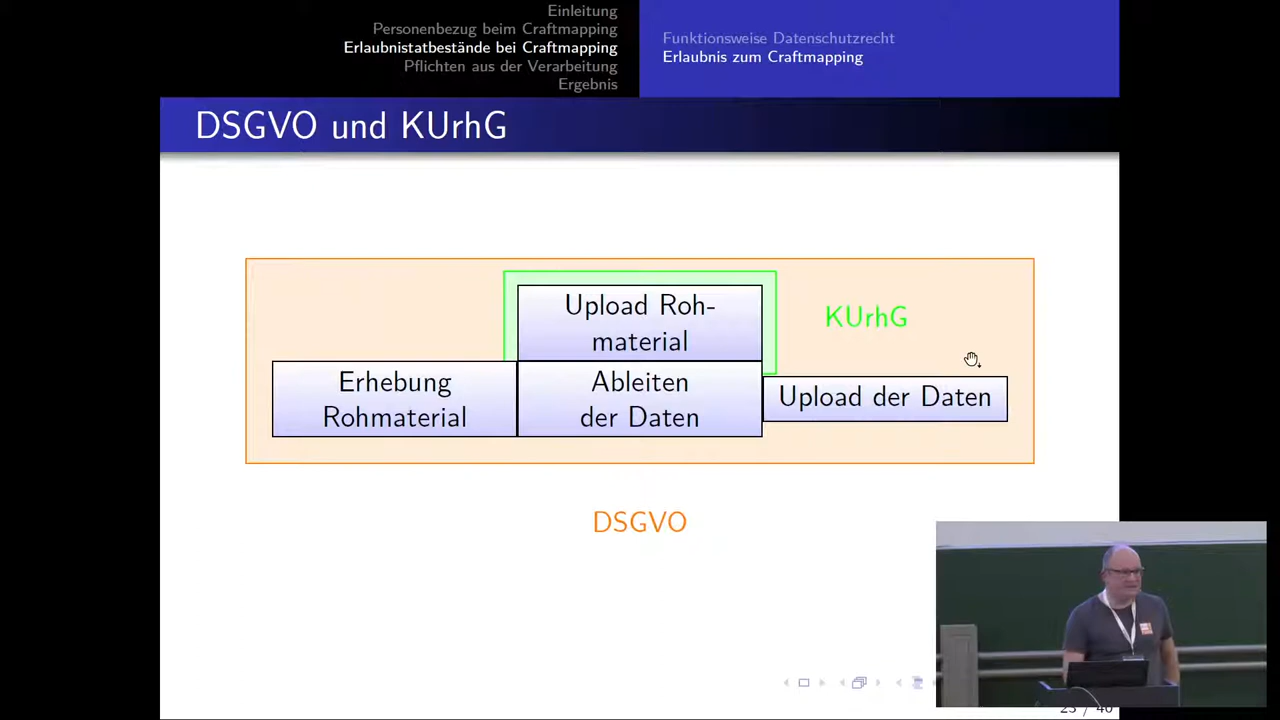 Einleitung
Personenbezug beim Craftmapping
Erlaubnistatbestände bei Craftmapping
Pflichten aus der Verarbeitung
Ergebnis
Funktionsweise Datenschutzrecht
Erlaubnis zum Craftmapping
DSGVO und KUrhG
Upload Roh-
material
KUrhG
Erhebung
Rohmaterial
Ableiten
der Daten
Upload der Daten
DSGVO